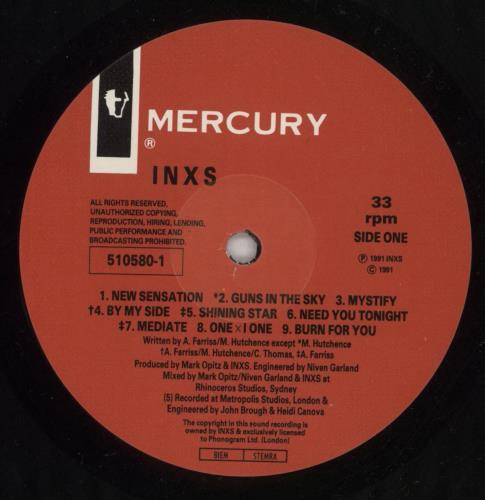 MERCURY
®
INXS
ALL RIGHTS RESERVED.
UNAUTHORIZED COPYING,
REPRODUCTION, HIRING, LENDING,
PUBLIC PERFORMANCE AND
BROADCASTING PROHIBITED.
510580-1
33
rpm
SIDE ONE
℗ 1991 INXS
© 1991
1. NEW SENSATION *2. GUNS IN THE SKY 3. MYSTIFY
†4. BY MY SIDE ‡5. SHINING STAR 6. NEED YOU TONIGHT
‡7. MEDIATE 8. ONE × I ONE 9. BURN FOR YOU
Written by A. Farriss/M. Hutchence except *M. Hutchence
†A. Farriss/M. Hutchence/C. Thomas, ‡A. Farriss
Produced by Mark Opitz & INXS. Engineered by Niven Garland
Mixed by Mark Opitz/Niven Garland & INXS at
Rhinoceros Studios, Sydney
(5) Recorded at Metropolis Studios, London &
Engineered by John Brough & Heidi Canova
The copyright in this sound recording is
owned by INXS & exclusively licensed
to Phonogram Ltd. (London)
BIEM STEMRA